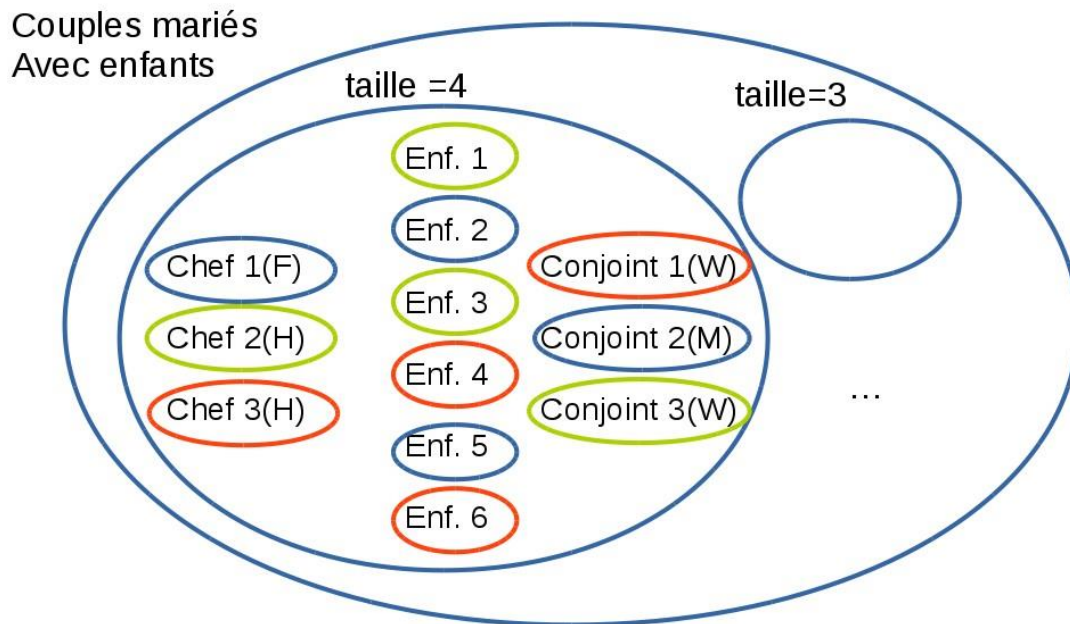 Couples mariés
Avec enfants
taille =4
taille=3
Enf. 1
Enf. 2
Enf. 3
Enf. 4
Enf. 5
Enf. 6
Chef 1(F)
Chef 2(H)
Chef 3(H)
Conjoint 1(W)
Conjoint 2(M)
Conjoint 3(W)
...